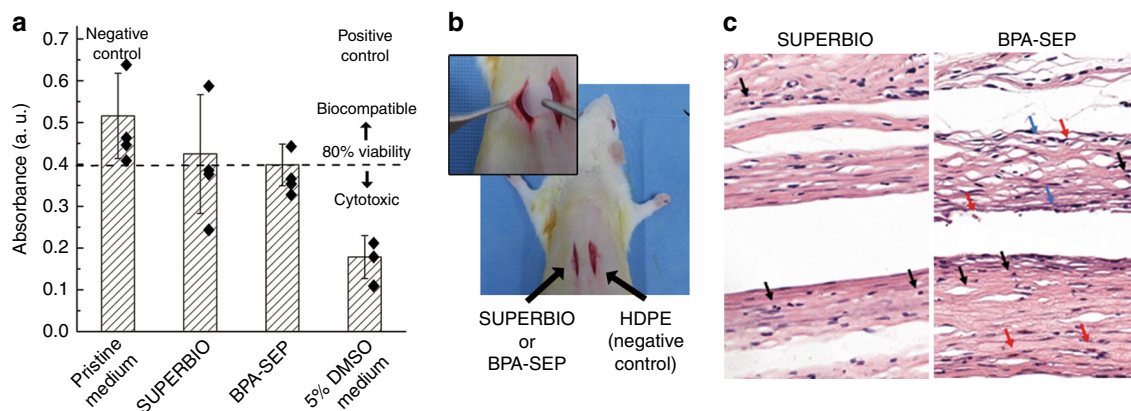 a
Absorbance (a. u.)
0.7
0.6
0.5
0.4
0.3
0.2
0.1
0.0
Negative
control
Positive
control
Biocompatible
80% viability
Cytotoxic
Pristine
medium
SUPERBIO
BPA-SEP
5% DMSO
medium
b
SUPERBIO
or
BPA-SEP
HDPE
(negative
control)
c
SUPERBIO
BPA-SEP